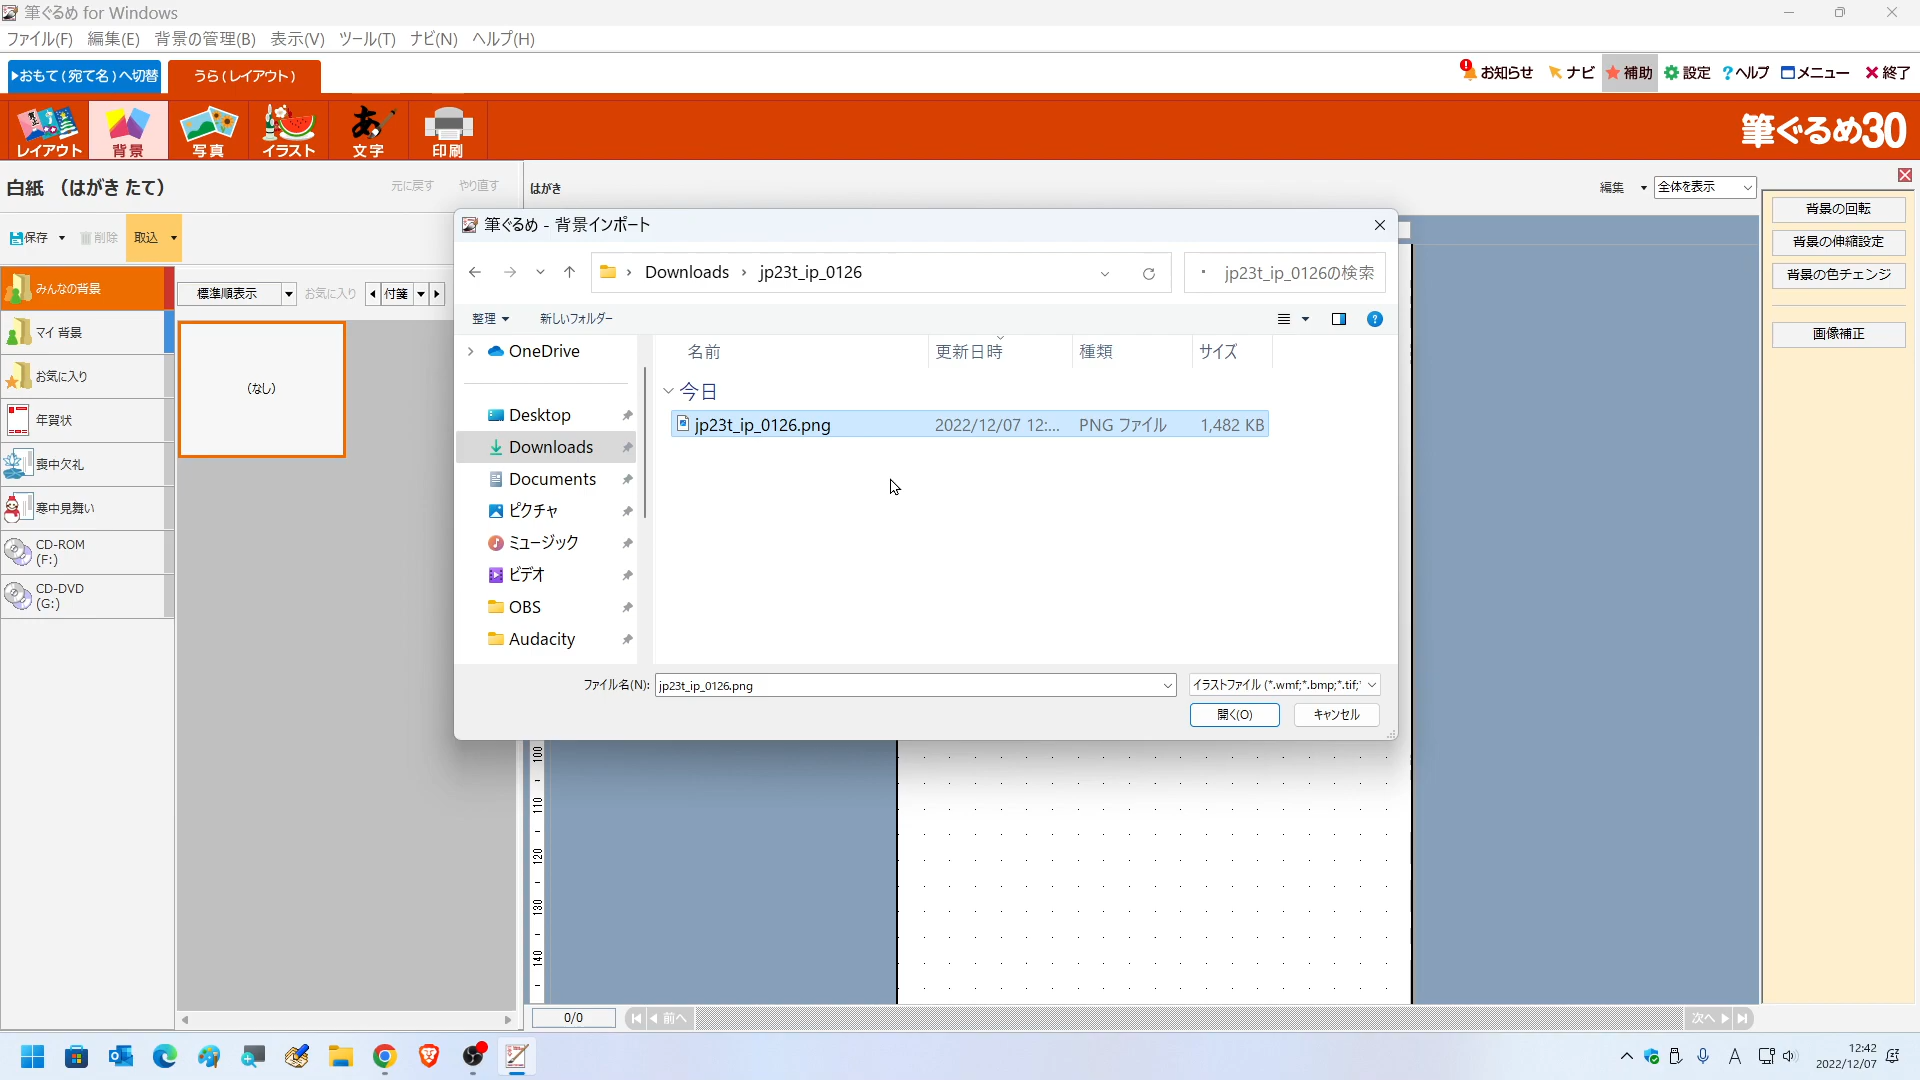 筆ぐるめ for Windows
ファイル(F) 編集(E) 背景の管理(B) 表示(V) ツール(T) ナビ(N) ヘルプ(H)
▶おもて(宛て名)へ切替
うら(レイアウト)
お知らせ ナビ 補助 設定 ?ヘルプ メニュー 終了
レイアウト 背景 写真 イラスト 文字 印刷
筆ぐるめ30
白紙 (はがき たて)
元に戻す やり直す
はがき
編集 全体を表示
保存 削除 取込
みんなの背景
マイ 背景
お気に入り
年賀状
喪中欠礼
寒中見舞い
CD-ROM
(F:)
CD-DVD
(G:)
標準順表示 お気に入り 付箋
(なし)
筆ぐるめ - 背景インポート
Downloads › jp23t_ip_0126
jp23t_ip_0126の検索
整理 新しいフォルダー
OneDrive
Desktop
Downloads
Documents
ピクチャ
ミュージック
ビデオ
OBS
Audacity
名前 更新日時 種類 サイズ
今日
jp23t_ip_0126.png 2022/12/07 12:... PNG ファイル 1,482 KB
ファイル名(N): jp23t_ip_0126.png
イラストファイル (*.wmf;*.bmp;*.tif;*
開く(O) キャンセル
背景の回転
背景の伸縮設定
背景の色チェンジ
画像補正
100
110
120
130
140
0/0
前へ
次へ
A
12:42
2022/12/07